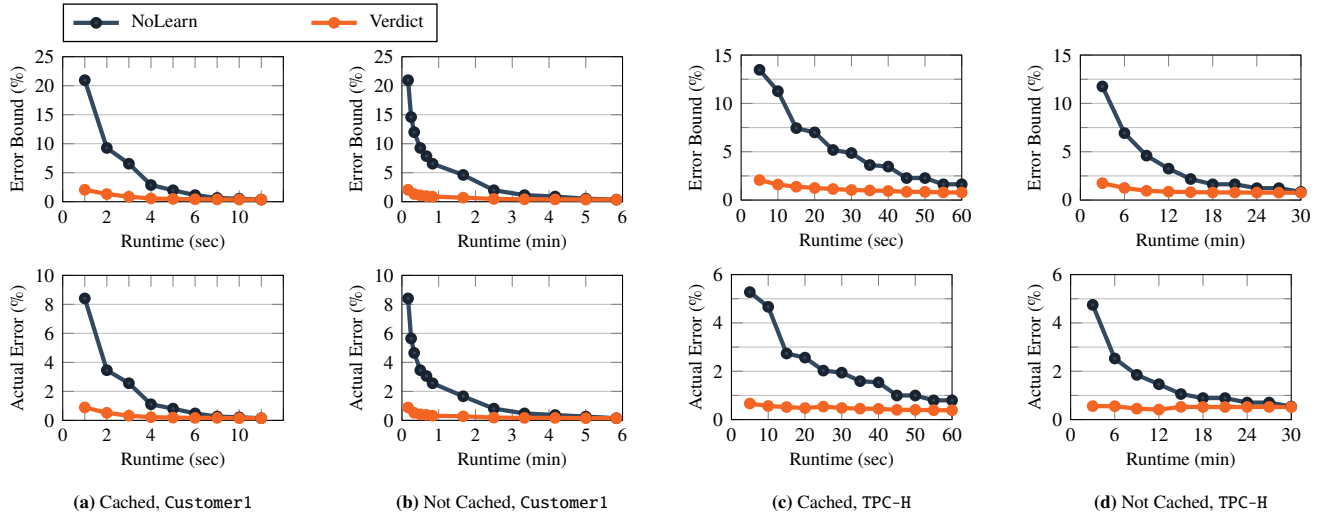 NoLearn Verdict
25
20
15
10
5
0
Error Bound (%)
0 2 4 6 10
Runtime (sec)
25
20
15
10
5
0
Error Bound (%)
0 1 2 3 4 5 6
Runtime (min)
15
10
5
0
Error Bound (%)
0 10 20 30 40 50 60
Runtime (sec)
15
10
5
0
Error Bound (%)
0 6 12 18 24 30
Runtime (min)
10
8
6
4
2
0
Actual Error (%)
0 2 4 6 10
Runtime (sec)
(a) Cached, Customer1
10
8
6
4
2
0
Actual Error (%)
0 1 2 3 4 5 6
Runtime (min)
(b) Not Cached, Customer1
6
4
2
0
Actual Error (%)
0 10 20 30 40 50 60
Runtime (sec)
(c) Cached, TPC-H
6
4
2
0
Actual Error (%)
0 6 12 18 24 30
Runtime (min)
(d) Not Cached, TPC-H